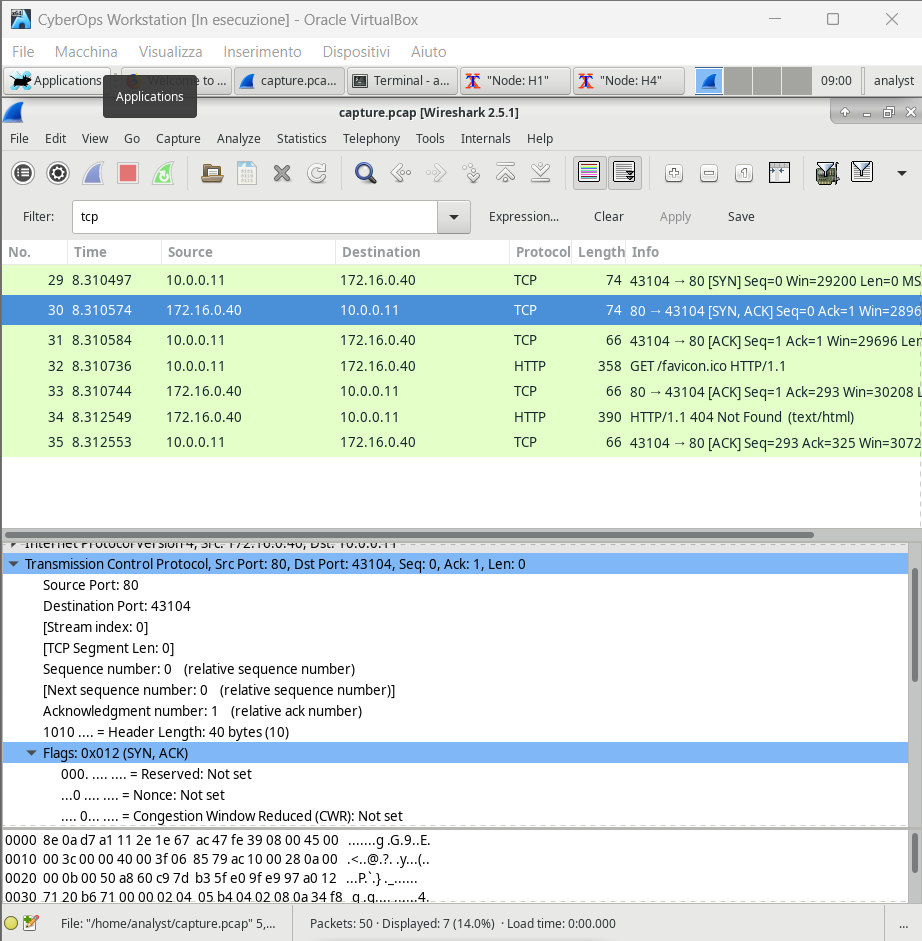 CyberOps Workstation [In esecuzione] - Oracle VirtualBox
File Macchina Visualizza Inserimento Dispositivi Aiuto
Applications Welcome to ... capture.pca... Terminal - a... "Node: H1" "Node: H4" 09:00 analyst
Applications
capture.pcap [Wireshark 2.5.1]
File Edit View Go Capture Analyze Statistics Telephony Tools Internals Help
Filter: tcp Expression... Clear Apply Save
No. Time Source Destination Protocol Length Info
29 8.310497 10.0.0.11 172.16.0.40 TCP 74 43104 → 80 [SYN] Seq=0 Win=29200 Len=0 MS
30 8.310574 172.16.0.40 10.0.0.11 TCP 74 80 → 43104 [SYN, ACK] Seq=0 Ack=1 Win=2896
31 8.310584 10.0.0.11 172.16.0.40 TCP 66 43104 → 80 [ACK] Seq=1 Ack=1 Win=29696 Len
32 8.310736 10.0.0.11 172.16.0.40 HTTP 358 GET /favicon.ico HTTP/1.1
33 8.310744 172.16.0.40 10.0.0.11 TCP 66 80 → 43104 [ACK] Seq=1 Ack=293 Win=30208 L
34 8.312549 172.16.0.40 10.0.0.11 HTTP 390 HTTP/1.1 404 Not Found (text/html)
35 8.312553 10.0.0.11 172.16.0.40 TCP 66 43104 → 80 [ACK] Seq=293 Ack=325 Win=3072
Internet Protocol Version 4, Src: 172.16.0.40, Dst: 10.0.0.11
Transmission Control Protocol, Src Port: 80, Dst Port: 43104, Seq: 0, Ack: 1, Len: 0
Source Port: 80
Destination Port: 43104
[Stream index: 0]
[TCP Segment Len: 0]
Sequence number: 0 (relative sequence number)
[Next sequence number: 0 (relative sequence number)]
Acknowledgment number: 1 (relative ack number)
1010 .... = Header Length: 40 bytes (10)
Flags: 0x012 (SYN, ACK)
000. .... .... = Reserved: Not set
...0 .... .... = Nonce: Not set
.... 0... .... = Congestion Window Reduced (CWR): Not set
0000 8e 0a d7 a1 11 2e 1e 67 ac 47 fe 39 08 00 45 00 .......g .G.9..E.
0010 00 3c 00 00 40 00 3f 06 85 79 ac 10 00 28 0a 00 .<..@.?. .y...(..
0020 00 0b 00 50 a8 60 c9 7d b3 5f e0 9f e9 97 a0 12 ...P.`.} ._......
0030 71 20 b6 71 00 00 02 04 05 b4 04 02 08 0a 34 f8 q .q.... ......4.
File: "/home/analyst/capture.pcap" 5,... Packets: 50 · Displayed: 7 (14.0%) · Load time: 0:00.000 ...